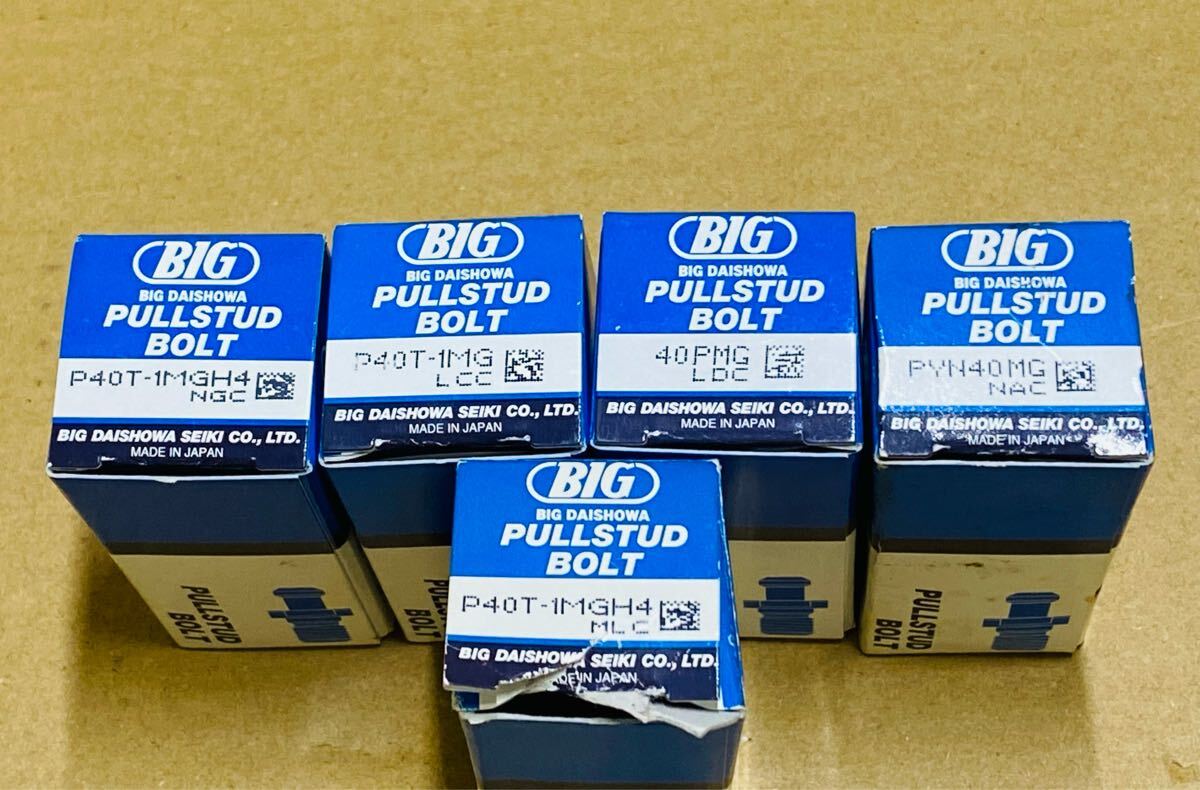 BIG
BIG DAISHOWA
PULLSTUD
BOLT
P40T-1MGH4
NGC
BIG DAISHOWA SEIKI CO., LTD.
MADE IN JAPAN
PULLSTUD
BOLT
BIG
BIG DAISHOWA
PULLSTUD
BOLT
P40T-1MG
LCC
BIG DAISHOWA SEIKI CO., LTD.
MADE IN JAPAN
BIG
BIG DAISHOWA
PULLSTUD
BOLT
40PMG
LDC
BIG DAISHOWA SEIKI CO., LTD.
MADE IN JAPAN
BIG
BIG DAISHOWA
PULLSTUD
BOLT
PYN40MG
NAC
BIG DAISHOWA SEIKI CO., LTD.
MADE IN JAPAN
PULLSTUD
BOLT
BIG
BIG DAISHOWA
PULLSTUD
BOLT
P40T-1MGH4
MLC
BIG DAISHOWA SEIKI CO., LTD.
MADE IN JAPAN